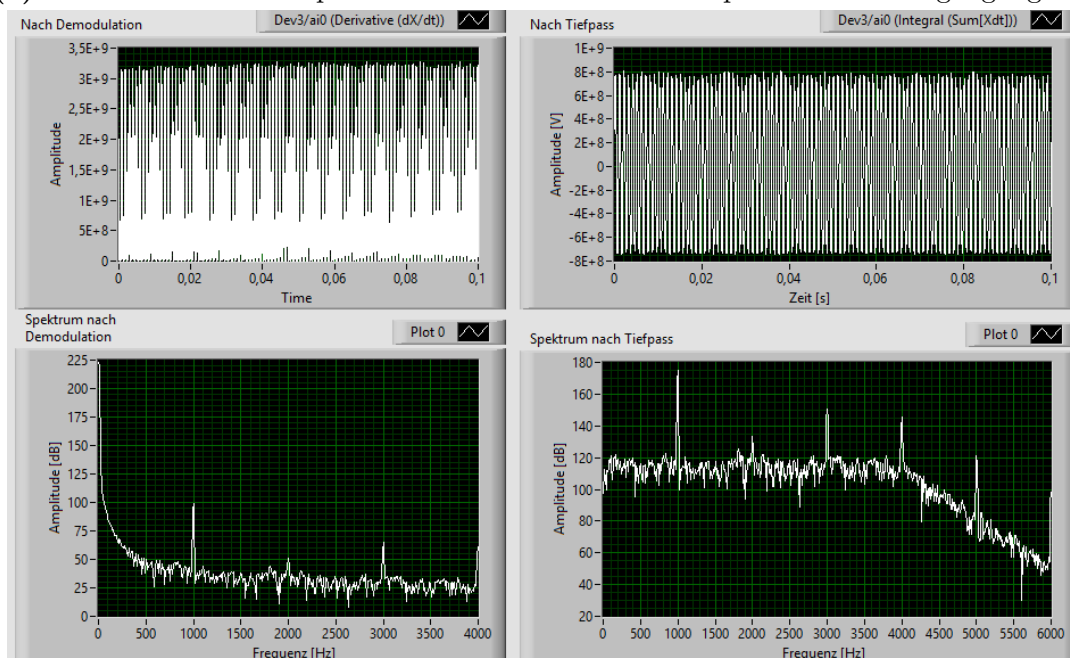 Nach Demodulation
Dev3/ai0 (Derivative (dX/dt))
3,5E+9
3E+9
2,5E+9
2E+9
1,5E+9
1E+9
5E+8
0
Amplitude
0 0,02 0,04 0,06 0,08 0,1
Time
Nach Tiefpass
Dev3/ai0 (Integral (Sum[Xdt]))
1E+9
8E+8
6E+8
4E+8
2E+8
0
-2E+8
-4E+8
-6E+8
-8E+8
Amplitude [V]
0 0,02 0,04 0,06 0,08 0,1
Zeit [s]
Spektrum nach
Demodulation
Plot 0
225
200
175
150
125
100
75
50
25
0
Amplitude [dB]
0 500 1000 1500 2000 2500 3000 3500 4000
Frequenz [Hz]
Spektrum nach Tiefpass
Plot 0
180
160
140
120
100
80
60
40
20
Amplitude [dB]
0 500 1000 1500 2000 2500 3000 3500 4000 4500 5000 5500 6000
Frequenz [Hz]